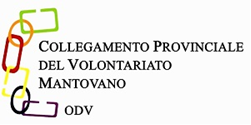 COLLEGAMENTO PROVINCIALE
DEL VOLONTARIATO
MANTOVANO
ODV